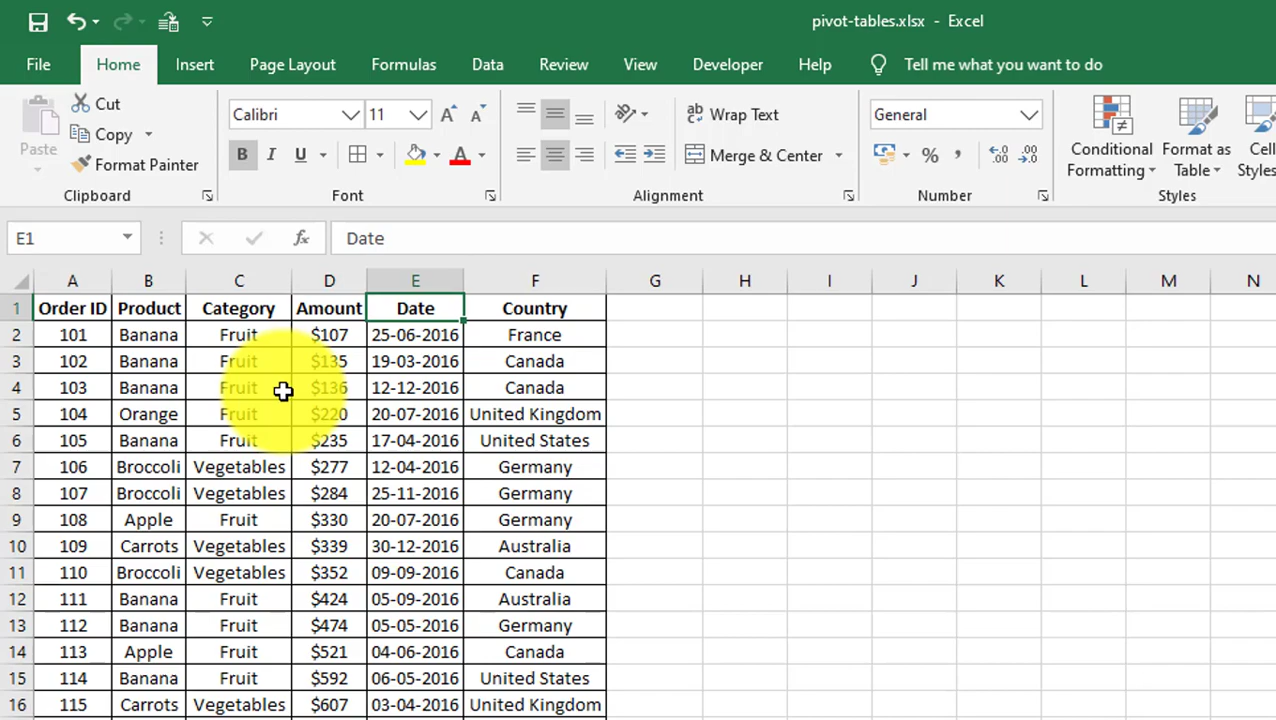 pivot-tables.xlsx - Excel
File Home Insert Page Layout Formulas Data Review View Developer Help Tell me what you want to do
Paste
Cut
Copy
Format Painter
Calibri 11
B I U
A A
ab Wrap Text
Merge & Center
General
% ,
Conditional Formatting
Format as Table
Cell Styles
Clipboard Font Alignment Number Styles
E1 fx Date
A B C D E F G H I J K L M N
1 Order ID Product Category Amount Date Country
2 101 Banana Fruit $107 25-06-2016 France
3 102 Banana Fruit $135 19-03-2016 Canada
4 103 Banana Fruit $136 12-12-2016 Canada
5 104 Orange Fruit $220 20-07-2016 United Kingdom
6 105 Banana Fruit $235 17-04-2016 United States
7 106 Broccoli Vegetables $277 12-04-2016 Germany
8 107 Broccoli Vegetables $284 25-11-2016 Germany
9 108 Apple Fruit $330 20-07-2016 Germany
10 109 Carrots Vegetables $339 30-12-2016 Australia
11 110 Broccoli Vegetables $352 09-09-2016 Canada
12 111 Banana Fruit $424 05-09-2016 Australia
13 112 Banana Fruit $474 05-05-2016 Germany
14 113 Apple Fruit $521 04-06-2016 Canada
15 114 Banana Fruit $592 06-05-2016 United States
16 115 Carrots Vegetables $607 03-04-2016 United Kingdom